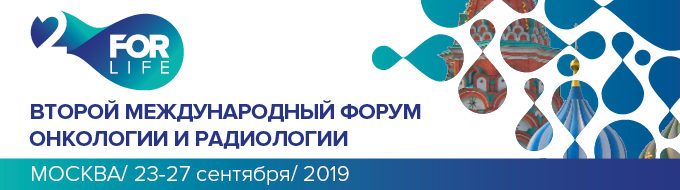 2 FOR
LIFE
ВТОРОЙ МЕЖДУНАРОДНЫЙ ФОРУМ
ОНКОЛОГИИ И РАДИОЛОГИИ
МОСКВА/ 23-27 сентября/ 2019